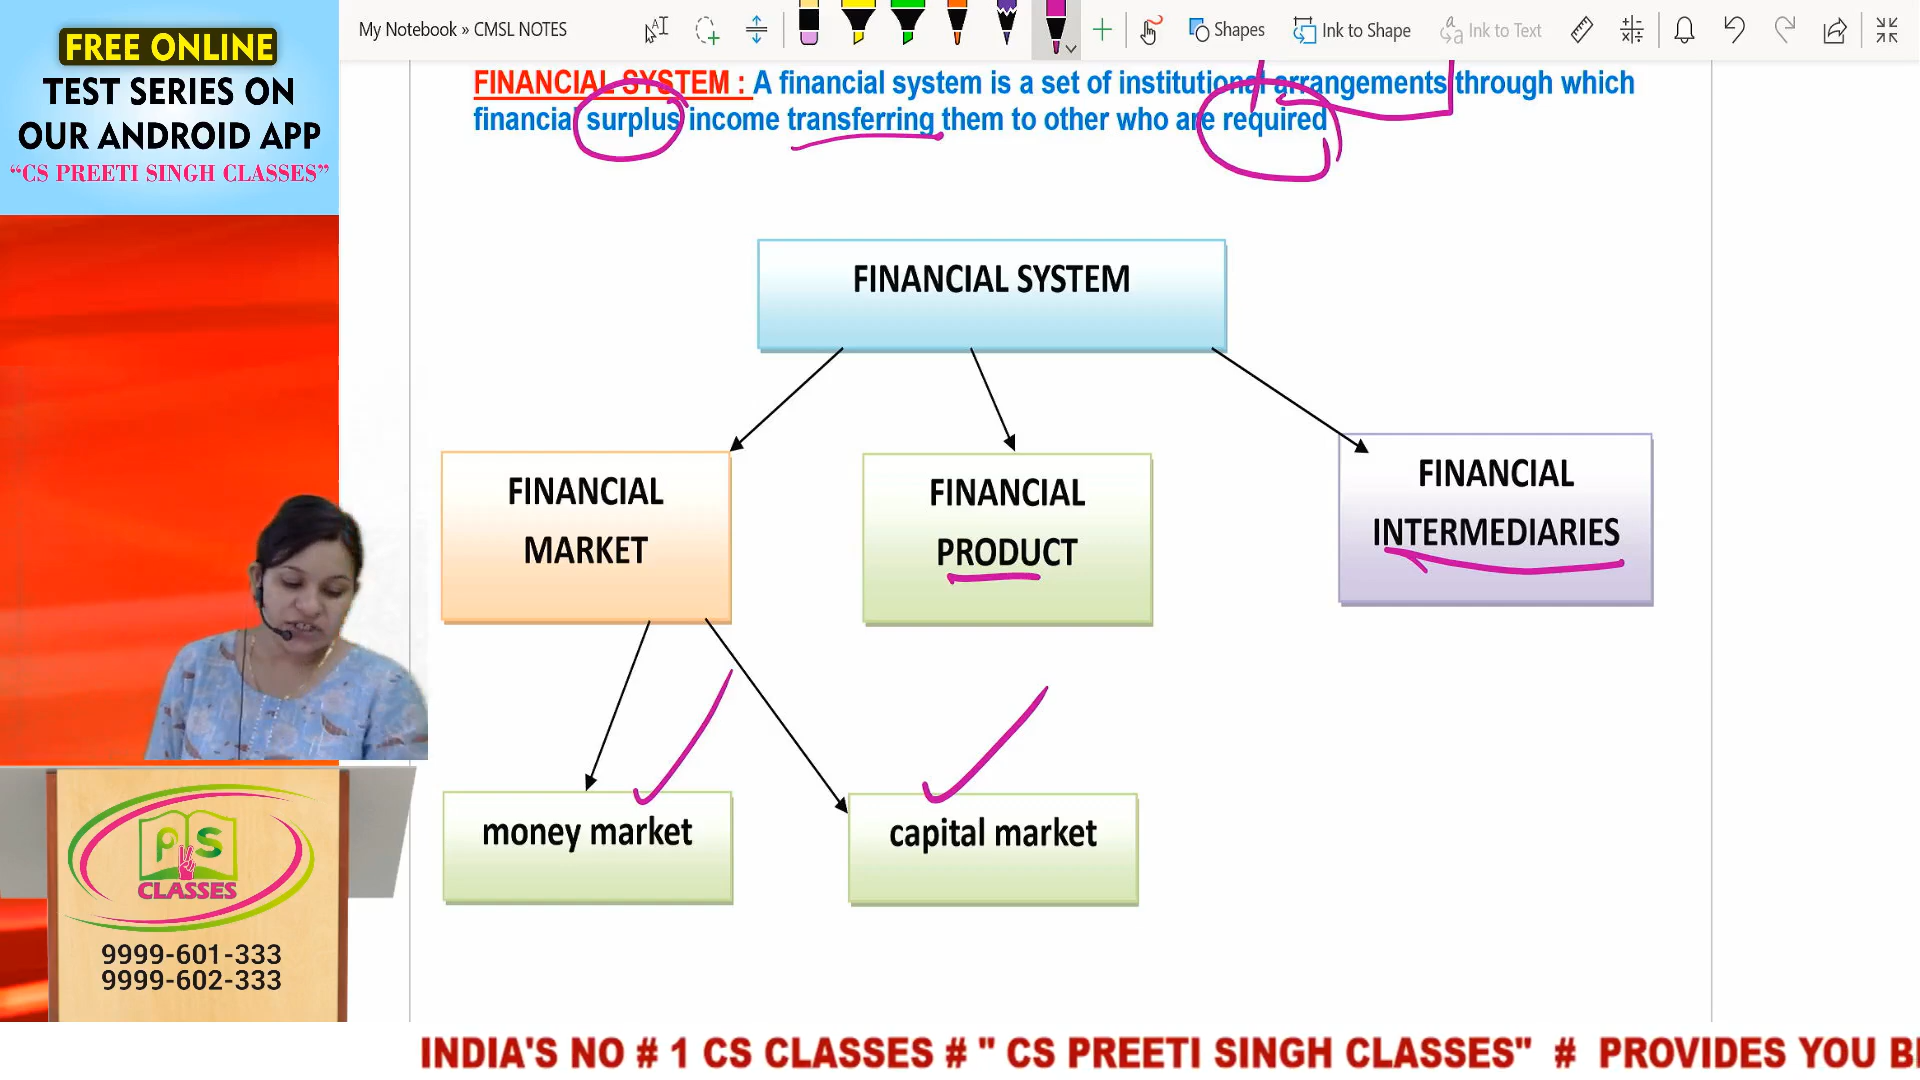 FREE ONLINE
TEST SERIES ON
OUR ANDROID APP
“CS PREETI SINGH CLASSES”
My Notebook » CMSL NOTES
Shapes
Ink to Shape
Ink to Text
FINANCIAL SYSTEM : A financial system is a set of institutional arrangements through which
financial surplus income transferring them to other who are required
FINANCIAL SYSTEM
FINANCIAL
MARKET
FINANCIAL
PRODUCT
FINANCIAL
INTERMEDIARIES
money market
capital market
PS
CLASSES
9999-601-333
9999-602-333
INDIA'S NO # 1 CS CLASSES # " CS PREETI SINGH CLASSES" # PROVIDES YOU